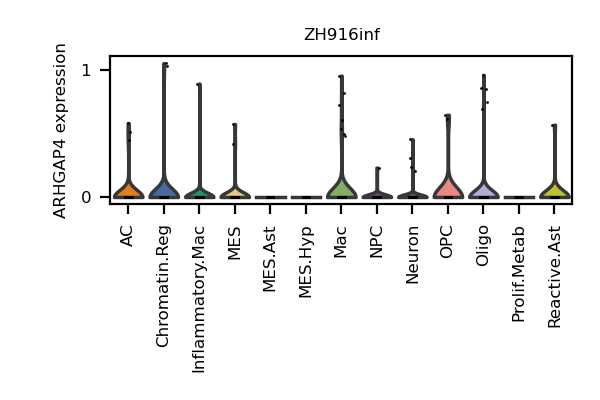 ZH916inf
ARHGAP4 expression
1
0
AC
Chromatin.Reg
Inflammatory.Mac
MES
MES.Ast
MES.Hyp
Mac
NPC
Neuron
OPC
Oligo
Prolif.Metab
Reactive.Ast